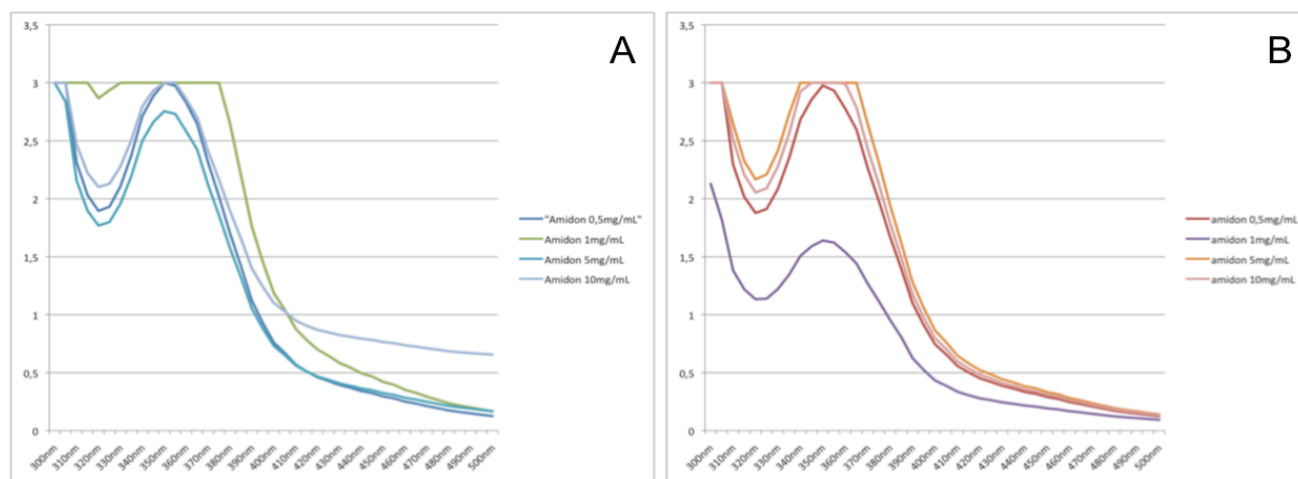 A
3,5
3
2,5
2
1,5
1
0,5
0
300nm 310nm 320nm 330nm 340nm 350nm 360nm 370nm 380nm 390nm 400nm 410nm 420nm 430nm 440nm 450nm 460nm 470nm 480nm 490nm 500nm
"Amidon 0,5mg/mL"
Amidon 1mg/mL
Amidon 5mg/mL
Amidon 10mg/mL
B
3,5
3
2,5
2
1,5
1
0,5
0
300nm 310nm 320nm 330nm 340nm 350nm 360nm 370nm 380nm 390nm 400nm 410nm 420nm 430nm 440nm 450nm 460nm 470nm 480nm 490nm 500nm
amidon 0,5mg/mL
amidon 1mg/mL
amidon 5mg/mL
amidon 10mg/mL